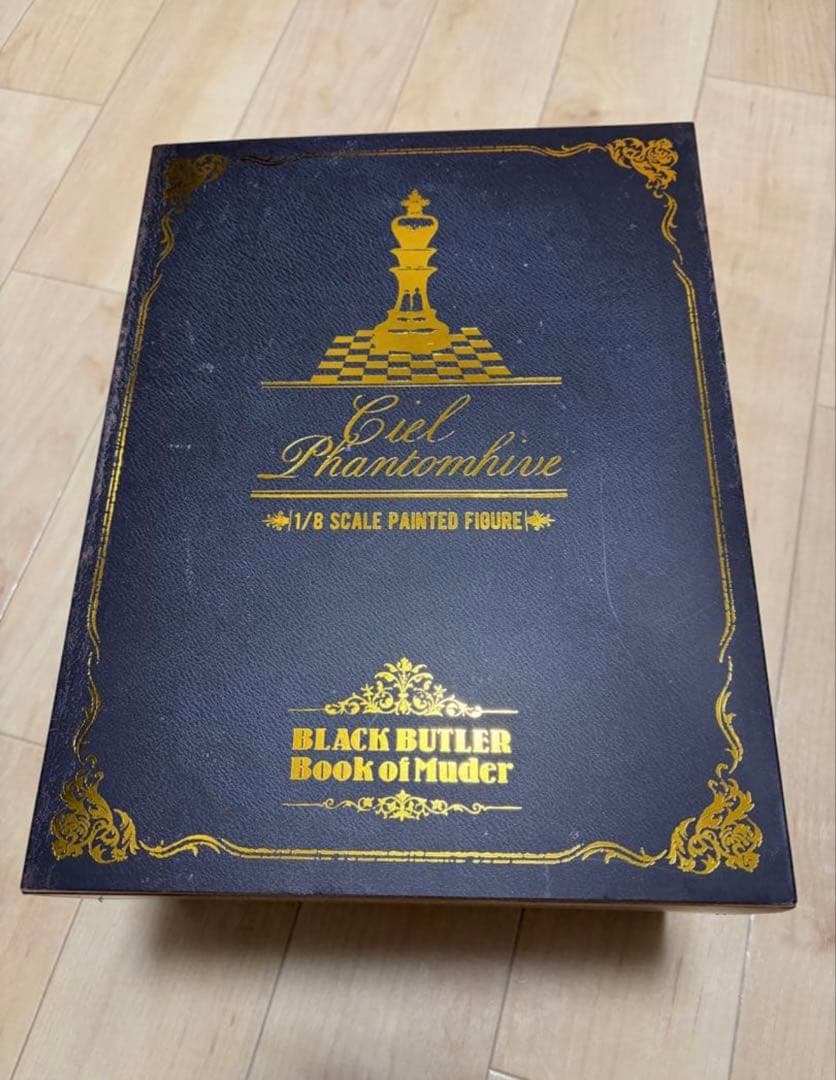 Ciel
Phantomhive
1/8 SCALE PAINTED FIGURE
BLACK BUTLER
Book of Muder